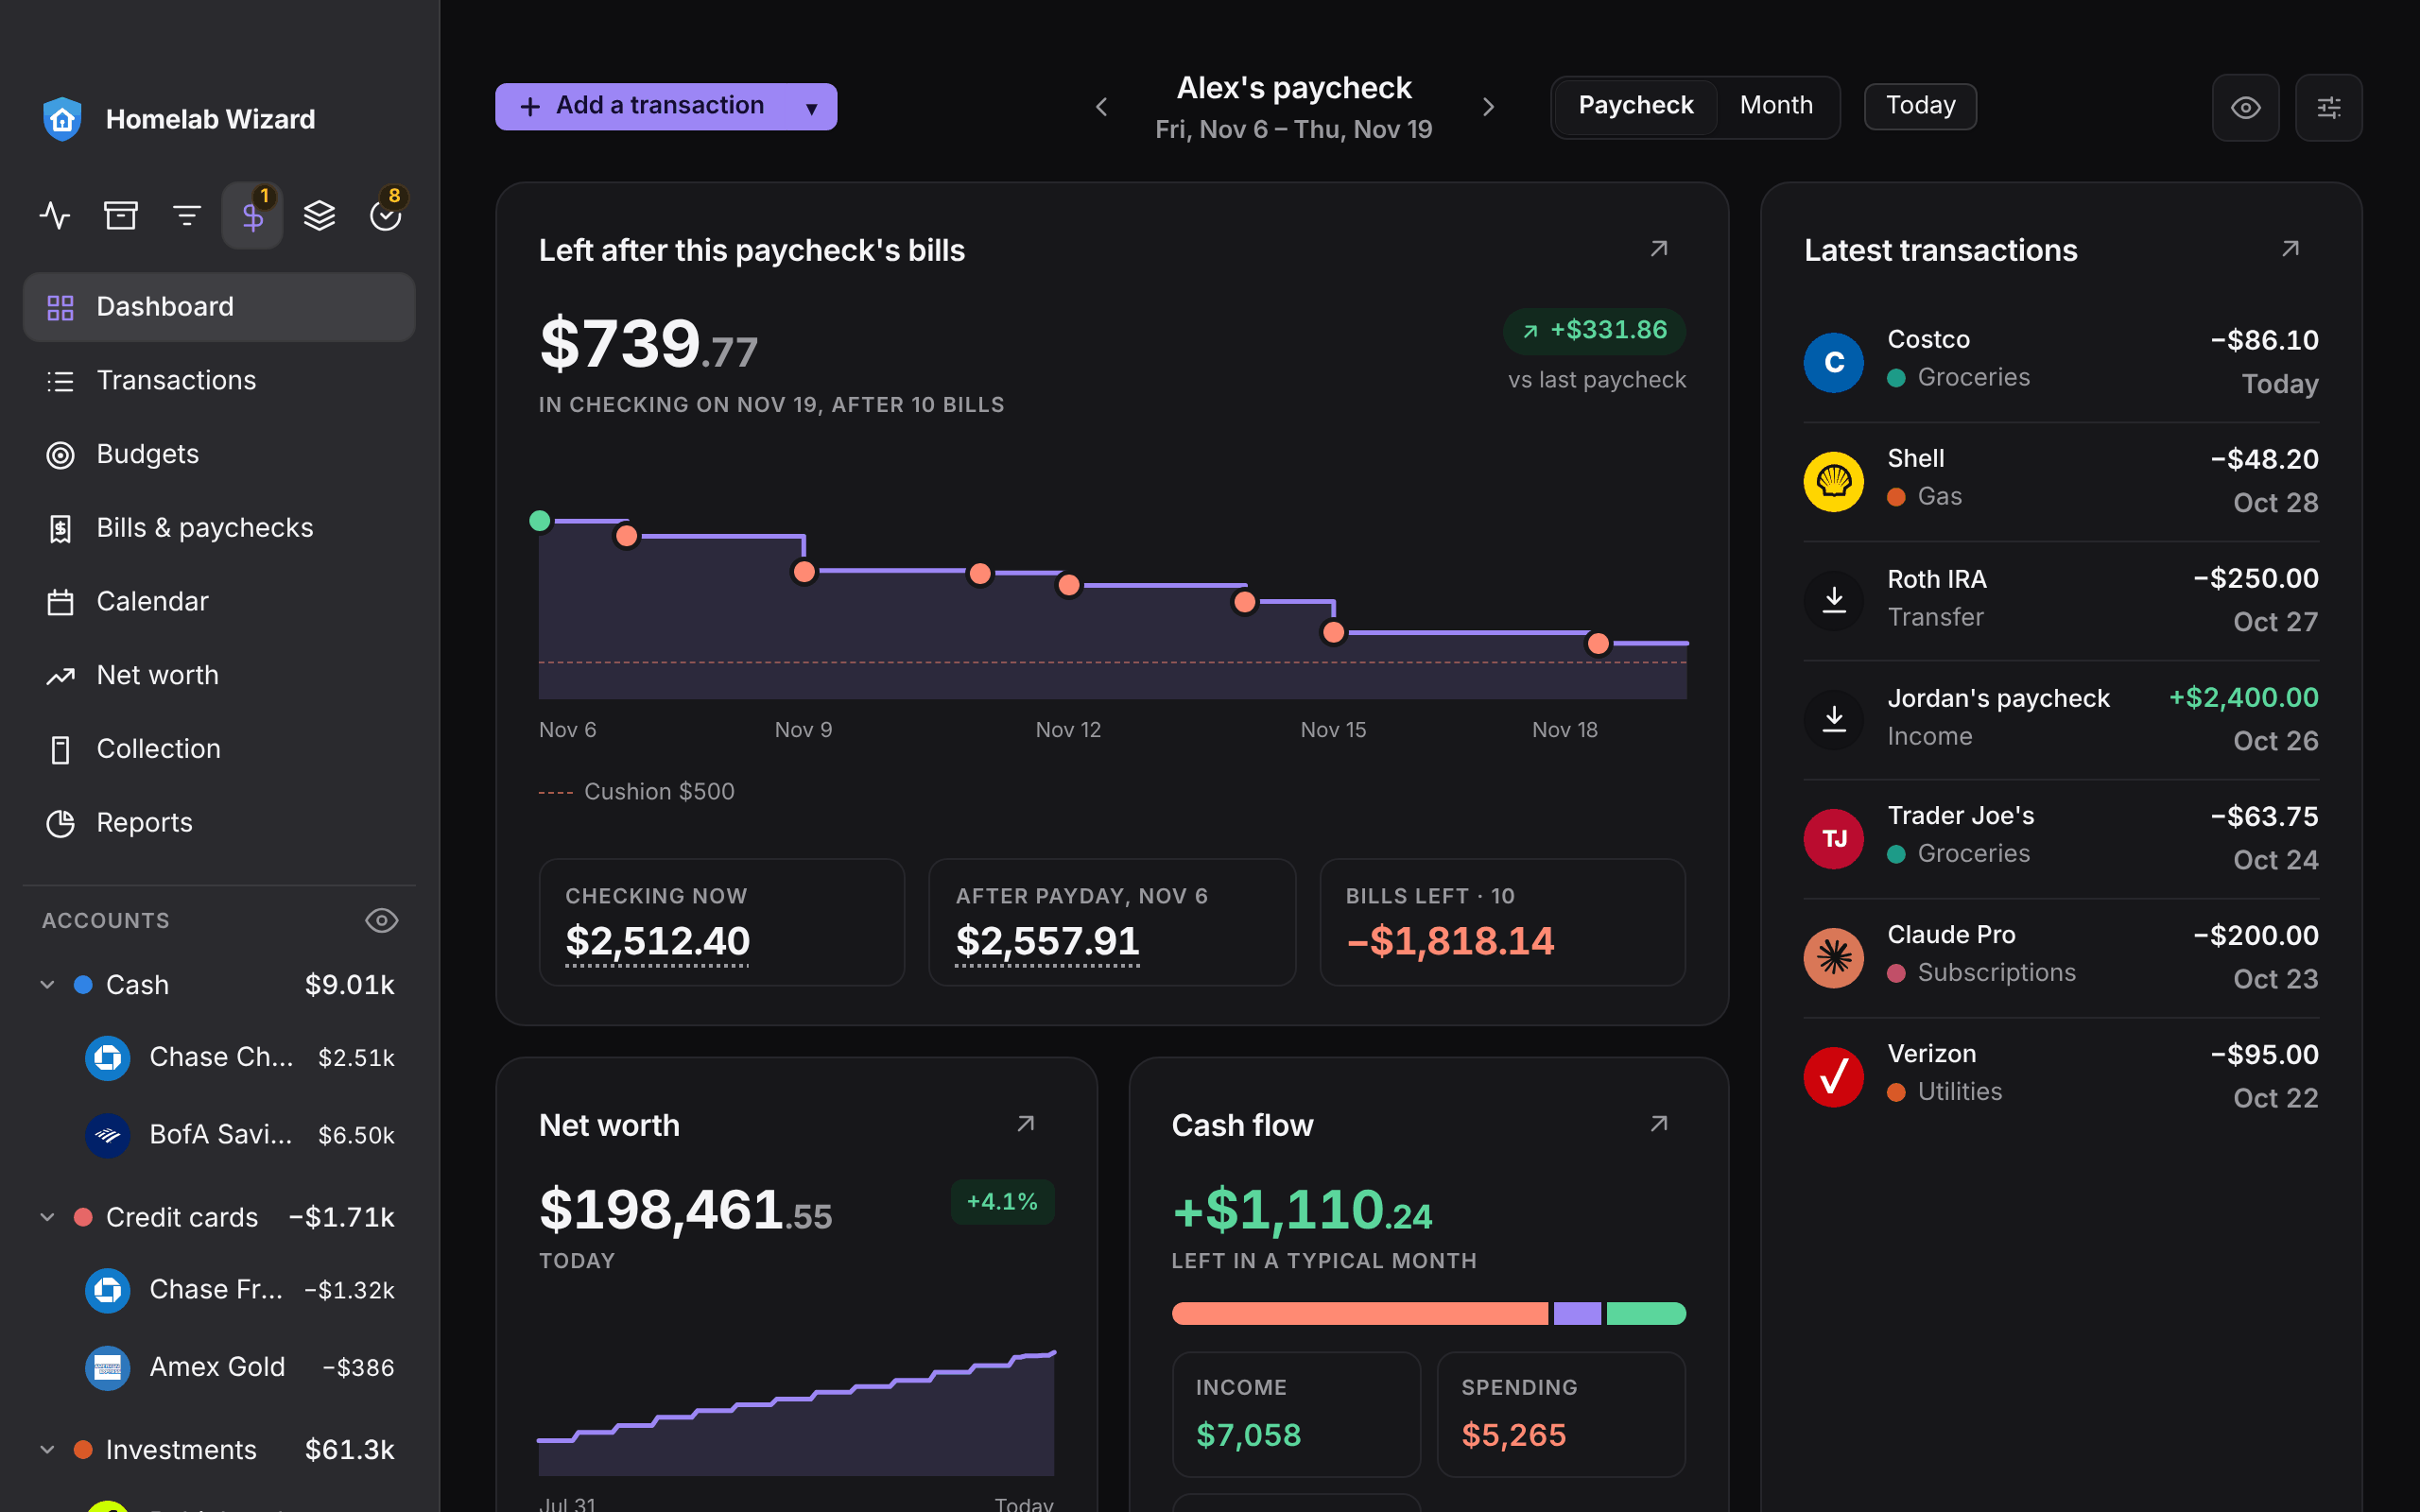 Homelab Wizard
1
8
Dashboard
Transactions
Budgets
Bills & paychecks
Calendar
Net worth
Collection
Reports
ACCOUNTS
Cash $9.01k
Chase Ch... $2.51k
BofA Savi... $6.50k
Credit cards −$1.71k
Chase Fr... −$1.32k
Amex Gold −$386
Investments $61.3k
+ Add a transaction ▾
Alex's paycheck
Fri, Nov 6 – Thu, Nov 19
Paycheck Month
Today
Left after this paycheck's bills
$739.77
IN CHECKING ON NOV 19, AFTER 10 BILLS
+$331.86
vs last paycheck
Nov 6 Nov 9 Nov 12 Nov 15 Nov 18
Cushion $500
CHECKING NOW
$2,512.40
AFTER PAYDAY, NOV 6
$2,557.91
BILLS LEFT · 10
−$1,818.14
Net worth
$198,461.55
TODAY
+4.1%
Jul 31 Today
Cash flow
+$1,110.24
LEFT IN A TYPICAL MONTH
INCOME
$7,058
SPENDING
$5,265
Latest transactions
C
Costco −$86.10
Groceries Today
Shell −$48.20
Gas Oct 28
Roth IRA −$250.00
Transfer Oct 27
Jordan's paycheck +$2,400.00
Income Oct 26
TJ
Trader Joe's −$63.75
Groceries Oct 24
Claude Pro −$200.00
Subscriptions Oct 23
Verizon −$95.00
Utilities Oct 22